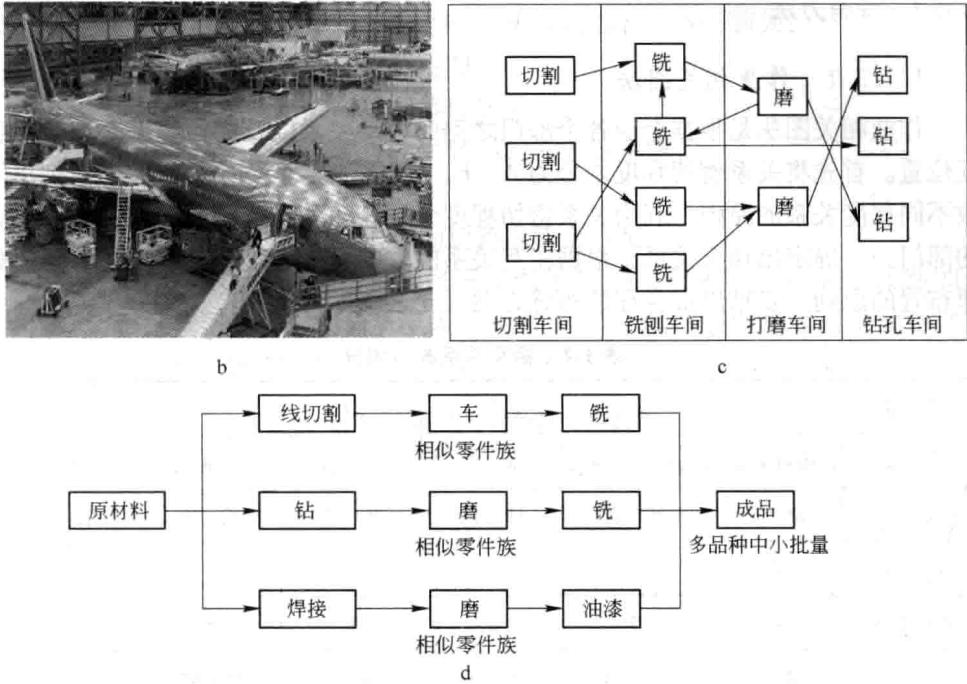 切割 铣 钻
磨
铣 钻
切割
铣 磨
切割 钻
铣
切割车间 铣刨车间 打磨车间 钻孔车间
b c
线切割 车 铣
相似零件族
原材料 钻 磨 铣 成品
相似零件族 多品种中小批量
焊接 磨 油漆
相似零件族
d